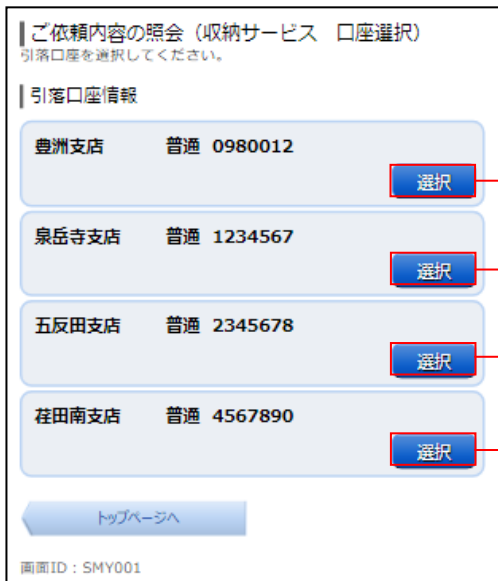 ご依頼内容の照会（収納サービス　口座選択）
引落口座を選択してください。
引落口座情報
豊洲支店　普通 0980012
選択
泉岳寺支店　普通 1234567
選択
五反田支店　普通 2345678
選択
荏田南支店　普通 4567890
選択
トップページへ
画面ID：SMY001